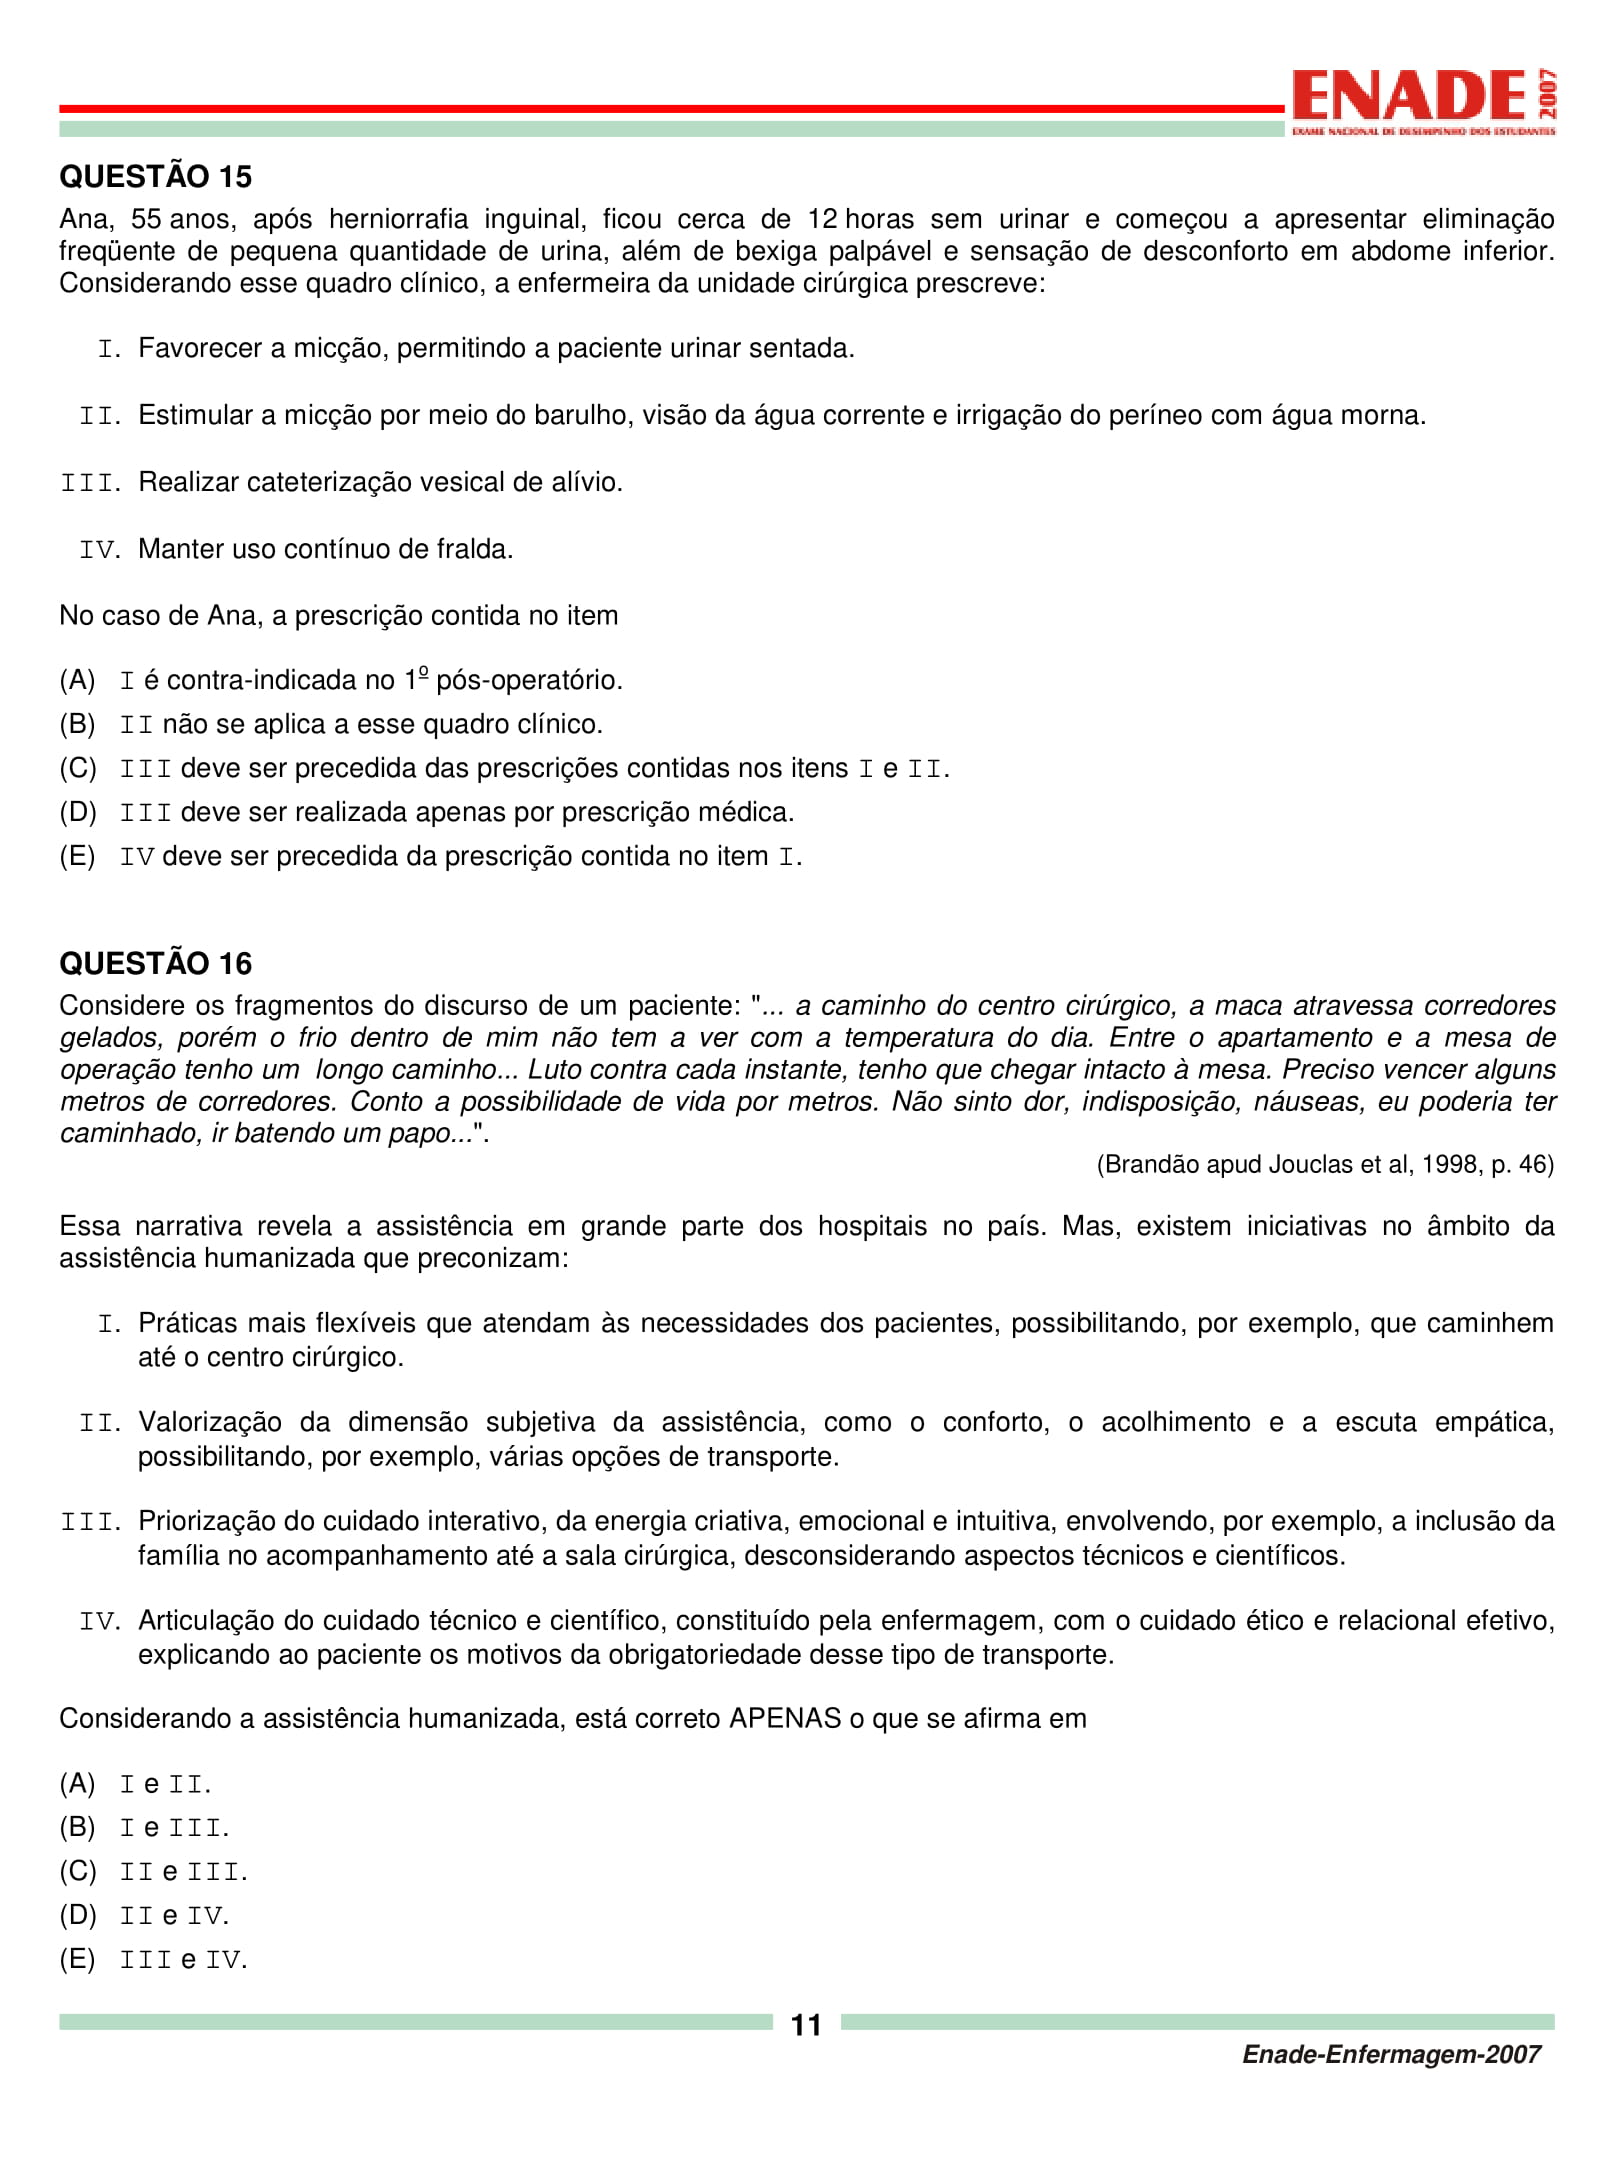 ENADE 2007
EXAME NACIONAL DE DESEMPENHO DOS ESTUDANTES
QUESTÃO 15
Ana, 55 anos, após herniorrafia inguinal, ficou cerca de 12 horas sem urinar e começou a apresentar eliminação
freqüente de pequena quantidade de urina, além de bexiga palpável e sensação de desconforto em abdome inferior.
Considerando esse quadro clínico, a enfermeira da unidade cirúrgica prescreve:
I. Favorecer a micção, permitindo a paciente urinar sentada.
II. Estimular a micção por meio do barulho, visão da água corrente e irrigação do períneo com água morna.
III. Realizar cateterização vesical de alívio.
IV. Manter uso contínuo de fralda.
No caso de Ana, a prescrição contida no item
(A) I é contra-indicada no 1º pós-operatório.
(B) II não se aplica a esse quadro clínico.
(C) III deve ser precedida das prescrições contidas nos itens I e II.
(D) III deve ser realizada apenas por prescrição médica.
(E) IV deve ser precedida da prescrição contida no item I.
QUESTÃO 16
Considere os fragmentos do discurso de um paciente: "... a caminho do centro cirúrgico, a maca atravessa corredores
gelados, porém o frio dentro de mim não tem a ver com a temperatura do dia. Entre o apartamento e a mesa de
operação tenho um longo caminho... Luto contra cada instante, tenho que chegar intacto à mesa. Preciso vencer alguns
metros de corredores. Conto a possibilidade de vida por metros. Não sinto dor, indisposição, náuseas, eu poderia ter
caminhado, ir batendo um papo...".
(Brandão apud Jouclas et al, 1998, p. 46)
Essa narrativa revela a assistência em grande parte dos hospitais no país. Mas, existem iniciativas no âmbito da
assistência humanizada que preconizam:
I. Práticas mais flexíveis que atendam às necessidades dos pacientes, possibilitando, por exemplo, que caminhem
até o centro cirúrgico.
II. Valorização da dimensão subjetiva da assistência, como o conforto, o acolhimento e a escuta empática,
possibilitando, por exemplo, várias opções de transporte.
III. Priorização do cuidado interativo, da energia criativa, emocional e intuitiva, envolvendo, por exemplo, a inclusão da
família no acompanhamento até a sala cirúrgica, desconsiderando aspectos técnicos e científicos.
IV. Articulação do cuidado técnico e científico, constituído pela enfermagem, com o cuidado ético e relacional efetivo,
explicando ao paciente os motivos da obrigatoriedade desse tipo de transporte.
Considerando a assistência humanizada, está correto APENAS o que se afirma em
(A) I e II.
(B) I e III.
(C) II e III.
(D) II e IV.
(E) III e IV.
11
Enade-Enfermagem-2007